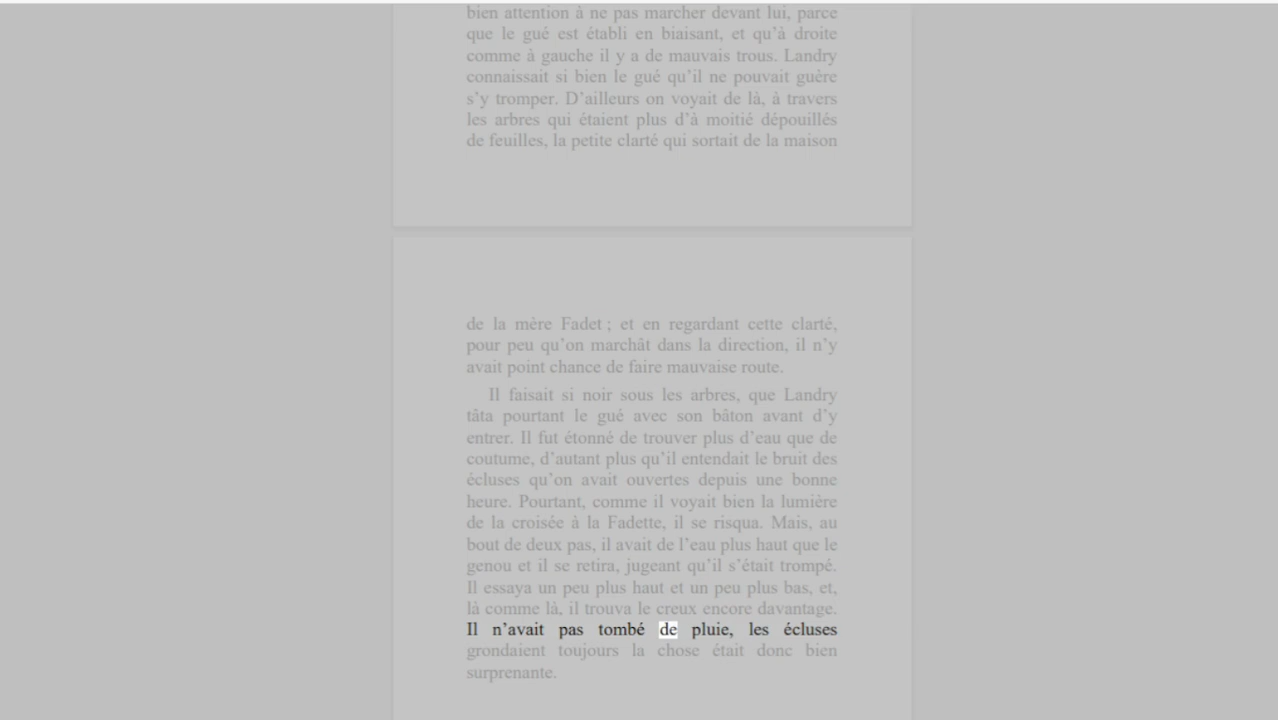 bien attention à ne pas marcher devant lui, parce
que le gué est établi en biaisant, et qu’à droite
comme à gauche il y a de mauvais trous. Landry
connaissait si bien le gué qu’il ne pouvait guère
s’y tromper. D’ailleurs on voyait de là, à travers
les arbres qui étaient plus d’à moitié dépouillés
de feuilles, la petite clarté qui sortait de la maison
de la mère Fadet ; et en regardant cette clarté,
pour peu qu’on marchât dans la direction, il n’y
avait point chance de faire mauvaise route.
Il faisait si noir sous les arbres, que Landry
tâta pourtant le gué avec son bâton avant d’y
entrer. Il fut étonné de trouver plus d’eau que de
coutume, d’autant plus qu’il entendait le bruit des
écluses qu’on avait ouvertes depuis une bonne
heure. Pourtant, comme il voyait bien la lumière
de la croisée à la Fadette, il se risqua. Mais, au
bout de deux pas, il avait de l’eau plus haut que le
genou et il se retira, jugeant qu’il s’était trompé.
Il essaya un peu plus haut et un peu plus bas, et,
là comme là, il trouva le creux encore davantage.
Il n’avait pas tombé de pluie, les écluses
grondaient toujours la chose était donc bien
surprenante.